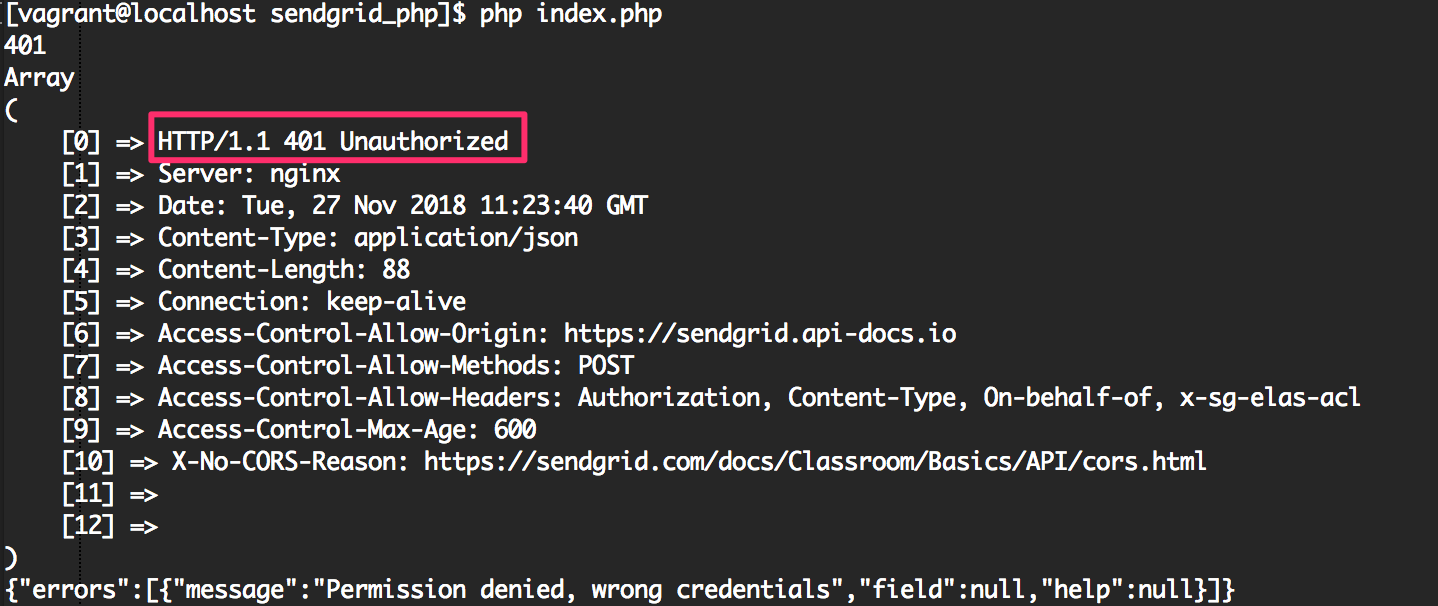 [vagrant@localhost sendgrid_php]$ php index.php
401
Array
(
    [0] => HTTP/1.1 401 Unauthorized
    [1] => Server: nginx
    [2] => Date: Tue, 27 Nov 2018 11:23:40 GMT
    [3] => Content-Type: application/json
    [4] => Content-Length: 88
    [5] => Connection: keep-alive
    [6] => Access-Control-Allow-Origin: https://sendgrid.api-docs.io
    [7] => Access-Control-Allow-Methods: POST
    [8] => Access-Control-Allow-Headers: Authorization, Content-Type, On-behalf-of, x-sg-elas-acl
    [9] => Access-Control-Max-Age: 600
    [10] => X-No-CORS-Reason: https://sendgrid.com/docs/Classroom/Basics/API/cors.html
    [11] =>
    [12] =>
)
{"errors":[{"message":"Permission denied, wrong credentials","field":null,"help":null}]}